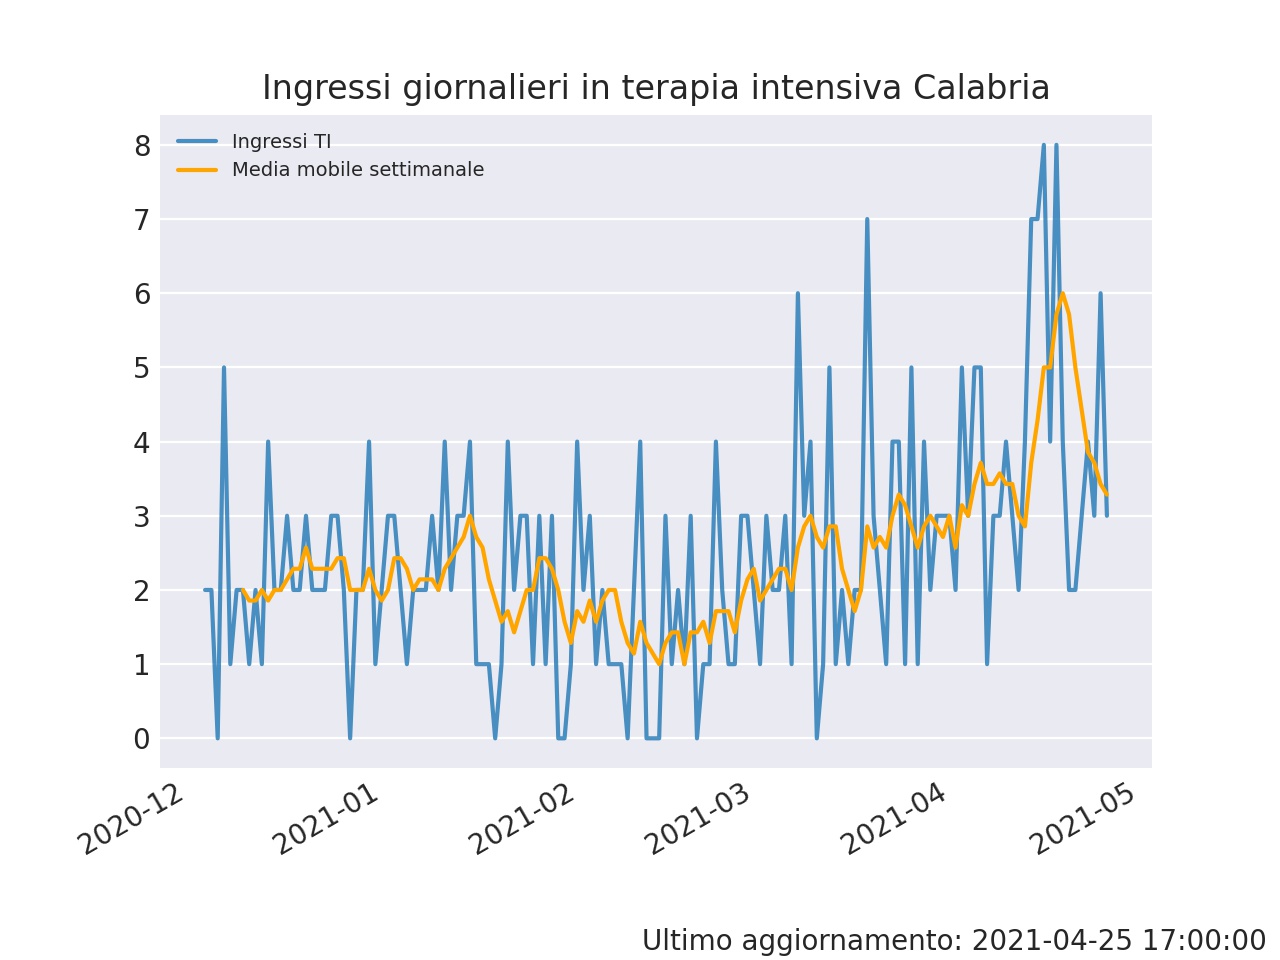 Ingressi giornalieri in terapia intensiva Calabria
Ingressi TI
Media mobile settimanale
8
7
6
5
4
3
2
1
0
2020-12 2021-01 2021-02 2021-03 2021-04 2021-05
Ultimo aggiornamento: 2021-04-25 17:00:00